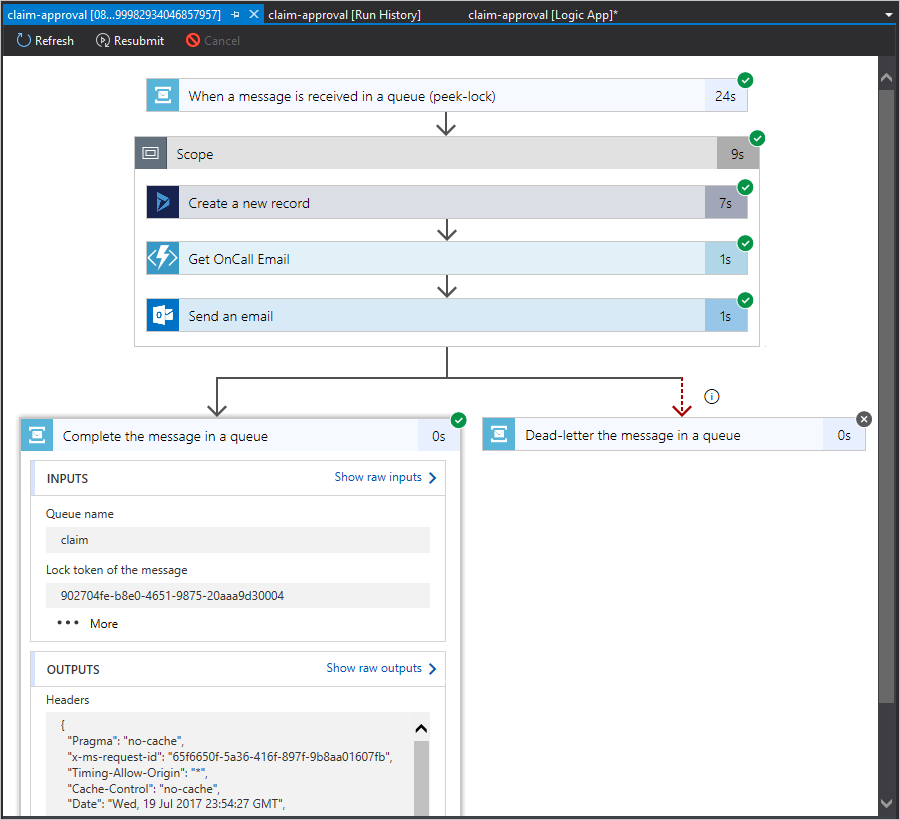 claim-approval [08...99982934046857957]
claim-approval [Run History]
claim-approval [Logic App]*
Refresh
Resubmit
Cancel
When a message is received in a queue (peek-lock)
24s
Scope
9s
Create a new record
7s
Get OnCall Email
1s
Send an email
1s
Complete the message in a queue
0s
Dead-letter the message in a queue
0s
INPUTS
Show raw inputs
Queue name
claim
Lock token of the message
902704fe-b8e0-4651-9875-20aaa9d30004
••• More
OUTPUTS
Show raw outputs
Headers
{
"Pragma": "no-cache",
"x-ms-request-id": "65f6650f-5a36-416f-897f-9b8aa01607fb",
"Timing-Allow-Origin": "*",
"Cache-Control": "no-cache",
"Date": "Wed, 19 Jul 2017 23:54:27 GMT",